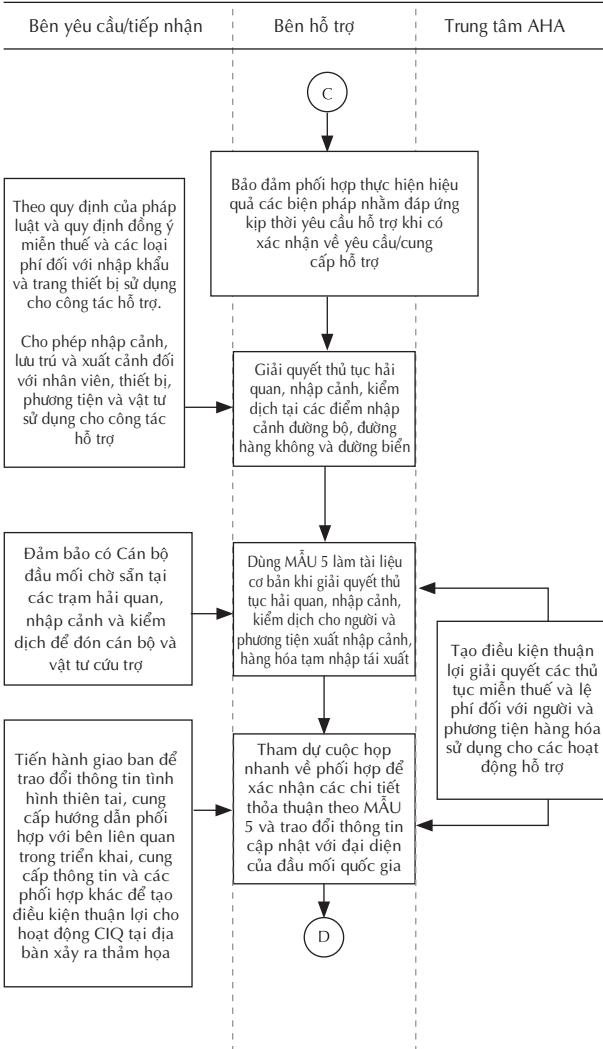 Bên yêu cầu/tiếp nhận
Bên hỗ trợ
Trung tâm AHA
C
Bảo đảm phối hợp thực hiện hiệu
quả các biện pháp nhằm đáp ứng
kịp thời yêu cầu hỗ trợ khi có
xác nhận về yêu cầu/cung
cấp hỗ trợ
Theo quy định của pháp
luật và quy định đồng ý
miễn thuế và các loại
phí đối với nhập khẩu
và trang thiết bị sử dụng
cho công tác hỗ trợ.
Cho phép nhập cảnh,
lưu trú và xuất cảnh đối
với nhân viên, thiết bị,
phương tiện và vật tư
sử dụng cho công tác
hỗ trợ
Giải quyết thủ tục hải
quan, nhập cảnh, kiểm
dịch tại các điểm nhập
cảnh đường bộ, đường
hàng không và đường biển
Đảm bảo có Cán bộ
đầu mối chờ sẵn tại
các trạm hải quan,
nhập cảnh và kiểm
dịch để đón cán bộ và
vật tư cứu trợ
Dùng MẪU 5 làm tài liệu
cơ bản khi giải quyết thủ
tục hải quan, nhập cảnh,
kiểm dịch cho người và
phương tiện xuất nhập cảnh,
hàng hóa tạm nhập tái xuất
Tạo điều kiện thuận
lợi giải quyết các thủ
tục miễn thuế và lệ
phí đối với người và
phương tiện hàng hóa
sử dụng cho các hoạt
động hỗ trợ
Tiến hành giao ban để
trao đổi thông tin tình
hình thiên tai, cung
cấp hướng dẫn phối
hợp với bên liên quan
trong triển khai, cung
cấp thông tin và các
phối hợp khác để tạo
điều kiện thuận lợi cho
hoạt động CIQ tại địa
bàn xảy ra thảm họa
Tham dự cuộc họp
nhanh về phối hợp để
xác nhận các chi tiết
thỏa thuận theo MẪU
5 và trao đổi thông tin
cập nhật với đại diện
của đầu mối quốc gia
D